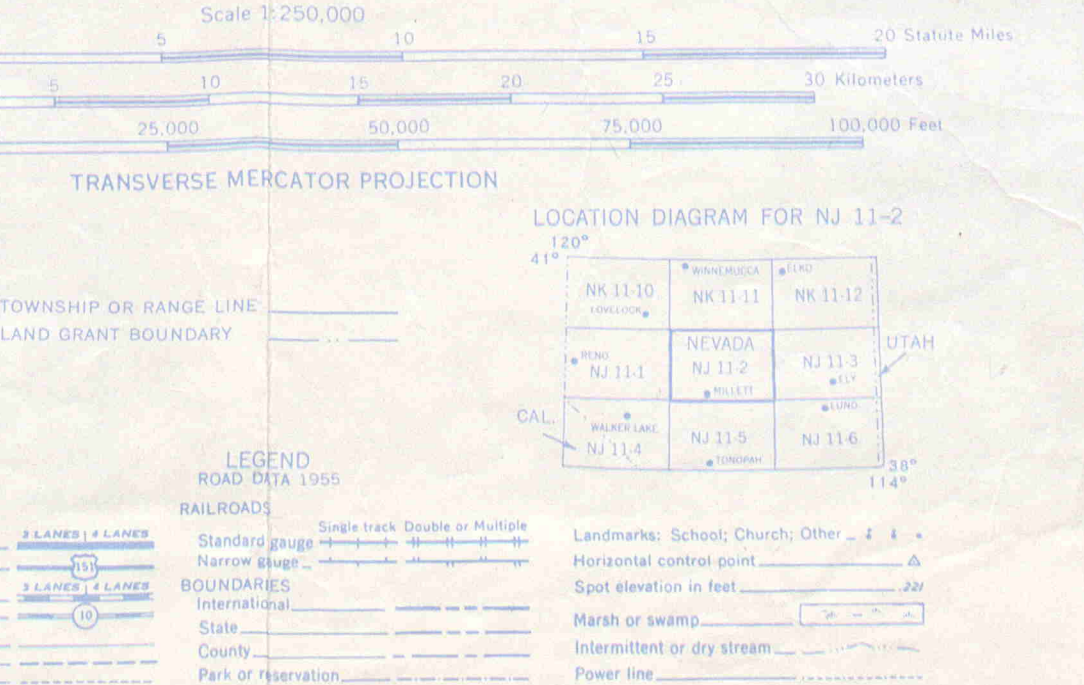 Scale 1:250,000
5 10 15 20 Statute Miles
5 10 15 20 25 30 Kilometers
25,000 50,000 75,000 100,000 Feet
TRANSVERSE MERCATOR PROJECTION
LOCATION DIAGRAM FOR NJ 11-2
120°
41°
WINNEMUCCA ELKO
NK 11-10 NK 11-11 NK 11-12
LOVELOCK
TOWNSHIP OR RANGE LINE
LAND GRANT BOUNDARY
NEVADA UTAH
RENO
NJ 11-1 NJ 11-2 NJ 11-3
MILLETT ELY
LUND
CAL.
WALKER LAKE
NJ 11-4 NJ 11-5 NJ 11-6
TONOPAH
38°
114°
LEGEND
ROAD DATA 1955
RAILROADS
Single track Double or Multiple
Standard gauge
Narrow gauge
BOUNDARIES
International
State
County
Park or reservation
3 LANES 4 LANES
151
3 LANES 4 LANES
10
Landmarks: School; Church; Other
Horizontal control point
Spot elevation in feet .221
Marsh or swamp
Intermittent or dry stream
Power line